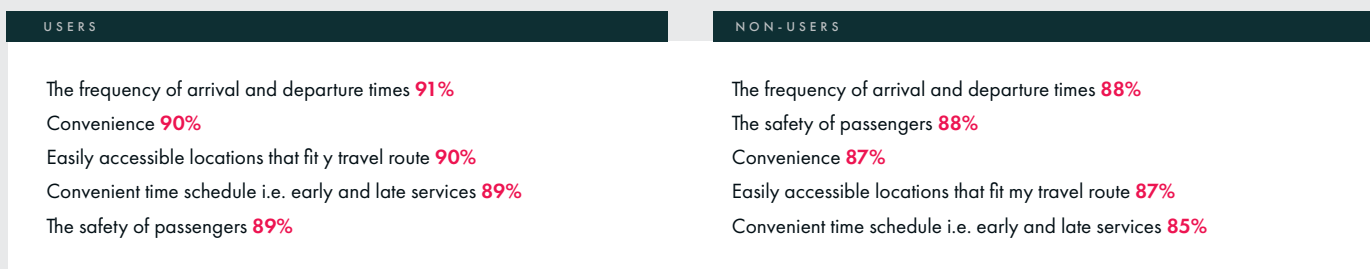 USERS
The frequency of arrival and departure times 91%
Convenience 90%
Easily accessible locations that fit y travel route 90%
Convenient time schedule i.e. early and late services 89%
The safety of passengers 89%
NON-USERS
The frequency of arrival and departure times 88%
The safety of passengers 88%
Convenience 87%
Easily accessible locations that fit my travel route 87%
Convenient time schedule i.e. early and late services 85%